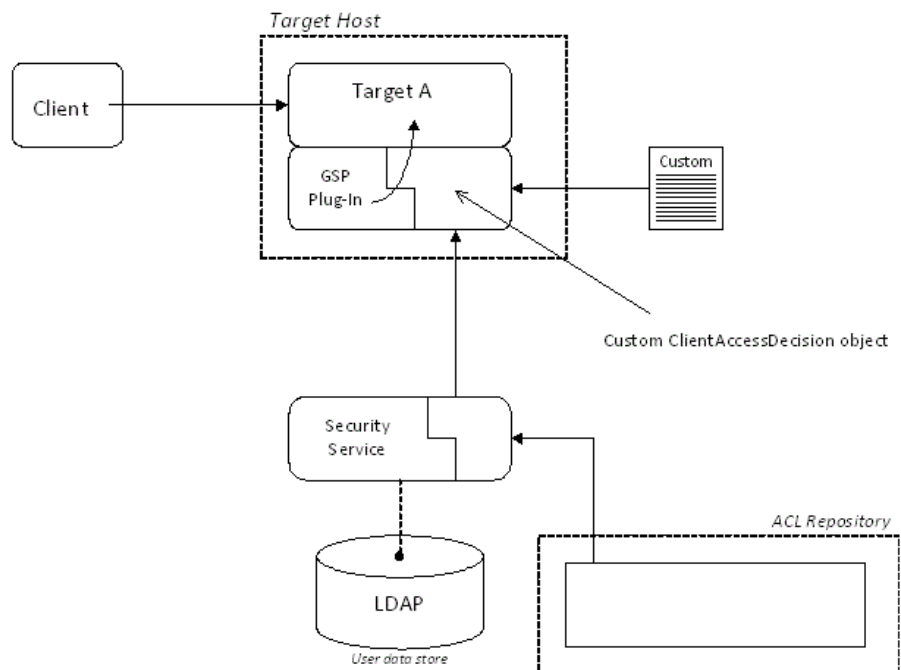 Target Host
Client
Target A
GSP
Plug-In
Custom
Custom ClientAccessDecision object
Security
Service
ACL Repository
LDAP
User data store